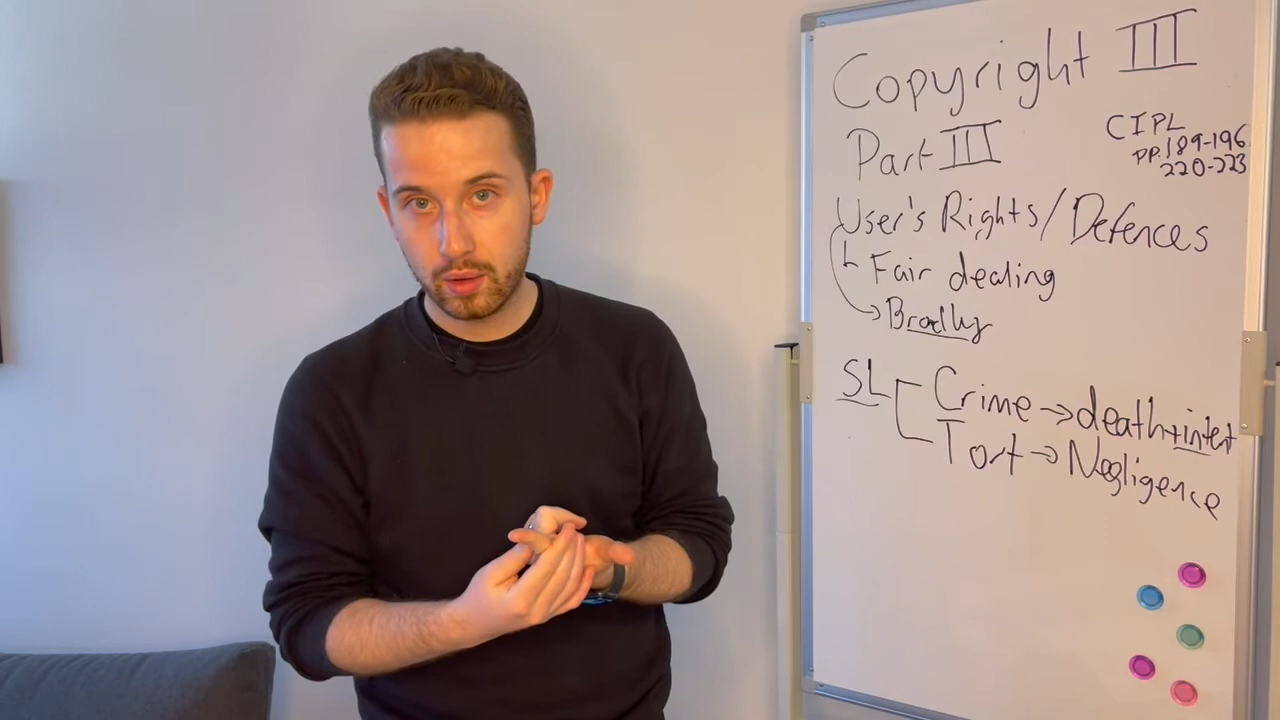 Copyright III
Part III
CIPL
pp.189-196
220-223
User's Rights/Defences
Fair dealing
Bradly
SL
Crime → death+intent
Tort → Negligence